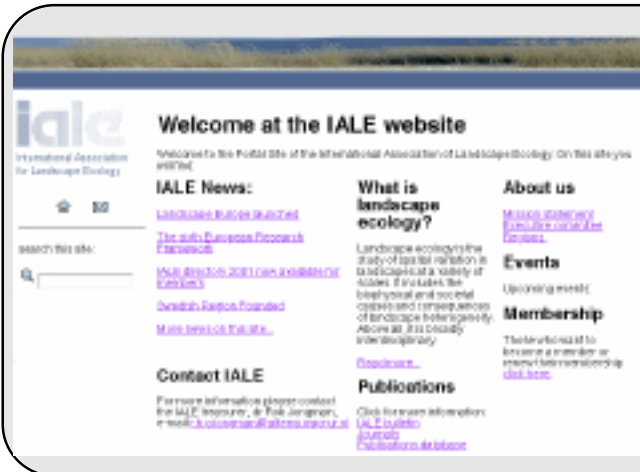 iale
International Association
for Landscape Ecology
search this site:
Welcome at the IALE website
Welcome to the Portal Site of the International Association of Landscape Ecology. On this site you
IALE News:
Landscape Europe launched
The sixth European Research
Framework
IALE directory 2001 now available for
members
Swedish Region Founded
More news on this site...
Contact IALE
For more information please contact
the IALE treasurer, dr Rob Jongman,
e-mail:
What is
landscape
ecology?
Landscape ecology is the
study of spatial variation in
landscapes at a variety of
scales. It includes the
biophysical and societal
causes and consequences
of landscape heterogeneity.
Above all, it is broadly
interdisciplinary.
Read more...
Publications
Click for more information:
IALE bulletin
Journals
Publications database
About us
Mission statement
Executive committee
Regions
Events
Upcoming events
Membership
Those who want to
become a member or
renew their membership
click here.